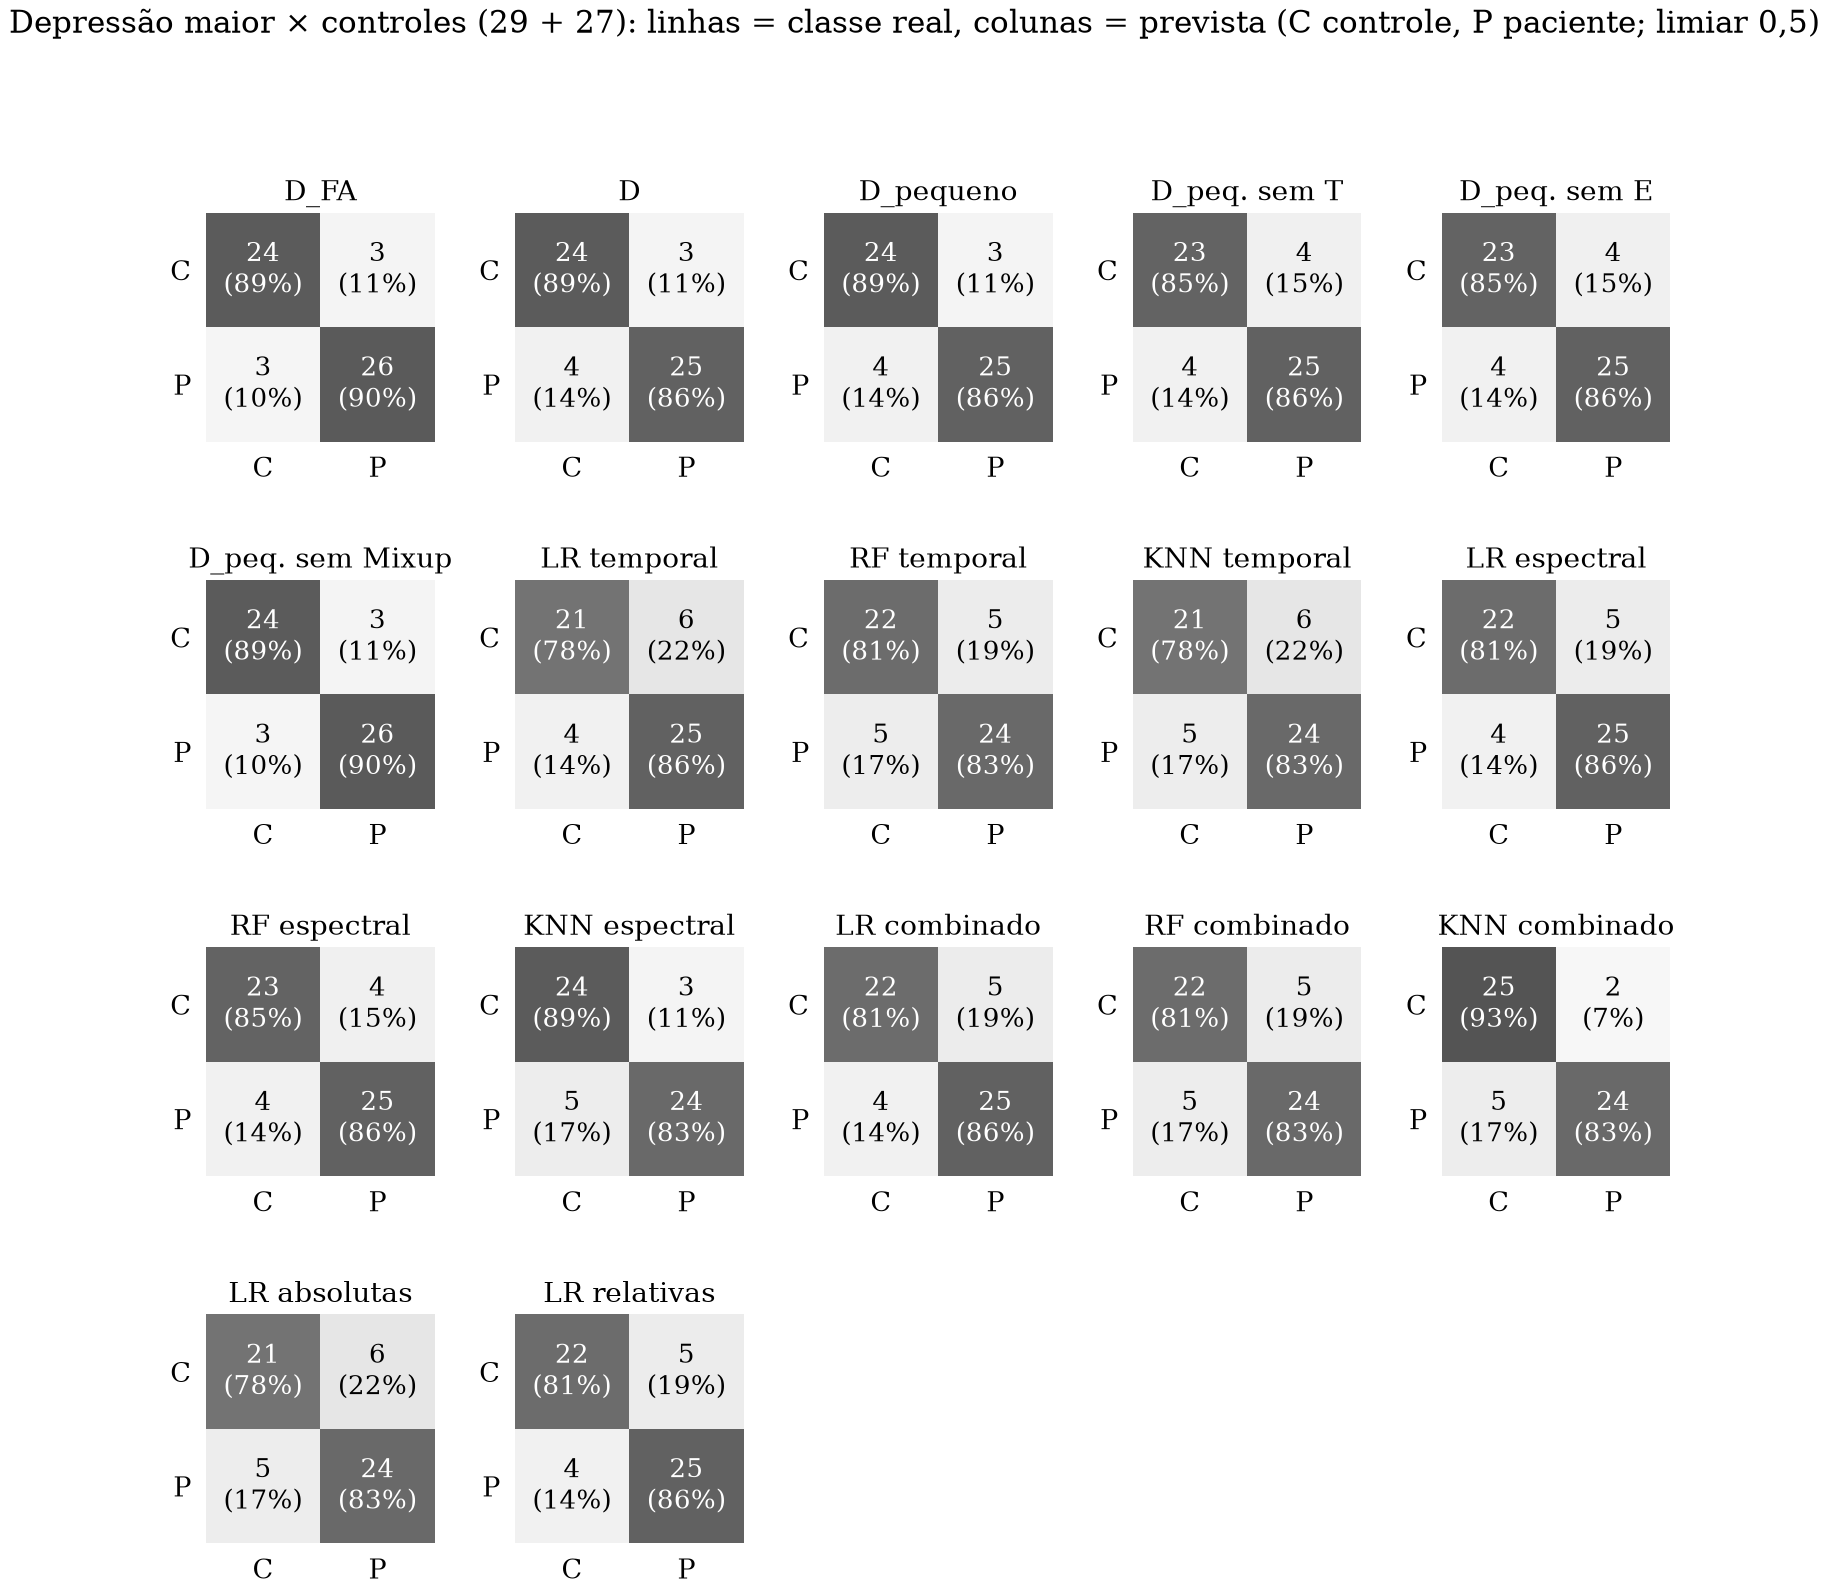 Depressão maior × controles (29 + 27): linhas = classe real, colunas = prevista (C controle, P paciente; limiar 0,5)
D_FA
C
24
(89%)
3
(11%)
P
3
(10%)
26
(90%)
C P
D
C
24
(89%)
3
(11%)
P
4
(14%)
25
(86%)
C P
D_pequeno
C
24
(89%)
3
(11%)
P
4
(14%)
25
(86%)
C P
D_peq. sem T
C
23
(85%)
4
(15%)
P
4
(14%)
25
(86%)
C P
D_peq. sem E
C
23
(85%)
4
(15%)
P
4
(14%)
25
(86%)
C P
D_peq. sem Mixup
C
24
(89%)
3
(11%)
P
3
(10%)
26
(90%)
C P
LR temporal
C
21
(78%)
6
(22%)
P
4
(14%)
25
(86%)
C P
RF temporal
C
22
(81%)
5
(19%)
P
5
(17%)
24
(83%)
C P
KNN temporal
C
21
(78%)
6
(22%)
P
5
(17%)
24
(83%)
C P
LR espectral
C
22
(81%)
5
(19%)
P
4
(14%)
25
(86%)
C P
RF espectral
C
23
(85%)
4
(15%)
P
4
(14%)
25
(86%)
C P
KNN espectral
C
24
(89%)
3
(11%)
P
5
(17%)
24
(83%)
C P
LR combinado
C
22
(81%)
5
(19%)
P
4
(14%)
25
(86%)
C P
RF combinado
C
22
(81%)
5
(19%)
P
5
(17%)
24
(83%)
C P
KNN combinado
C
25
(93%)
2
(7%)
P
5
(17%)
24
(83%)
C P
LR absolutas
C
21
(78%)
6
(22%)
P
5
(17%)
24
(83%)
C P
LR relativas
C
22
(81%)
5
(19%)
P
4
(14%)
25
(86%)
C P